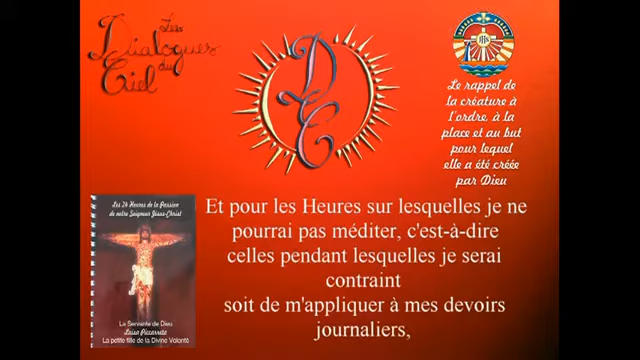 Les
Dialogues
du
Ciel
D
E
JHS
Le rappel de
la créature à
l'ordre, à la
place et au but
pour lequel
elle a été créée
par Dieu
Les 24 Heures de la Passion
de notre Seigneur Jésus-Christ
La Servante de Dieu
Luisa Piccarreta
La petite fille de la Divine Volonté
Et pour les Heures sur lesquelles je ne
pourrai pas méditer, c'est-à-dire
celles pendant lesquelles je serai
contraint
soit de m'appliquer à mes devoirs
journaliers,